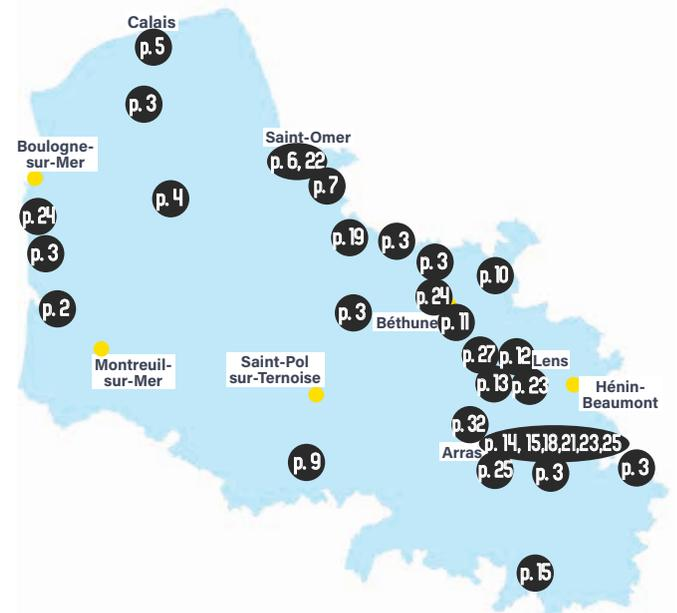 Calais
p. 5
p. 3
Saint-Omer
Boulogne-
sur-Mer
p. 6, 22
p. 7
p. 4
p. 24
p. 19
p. 3
p. 3
p. 3
p. 10
p. 24
p. 2
p. 3
Béthune
p. 11
p. 27
p. 12
Lens
Montreuil-
sur-Mer
Saint-Pol
sur-Ternoise
p. 13
p. 23
Hénin-
Beaumont
p. 32
p. 14, 15,18,21,23,25
Arras
p. 9
p. 25
p. 3
p. 3
p. 15